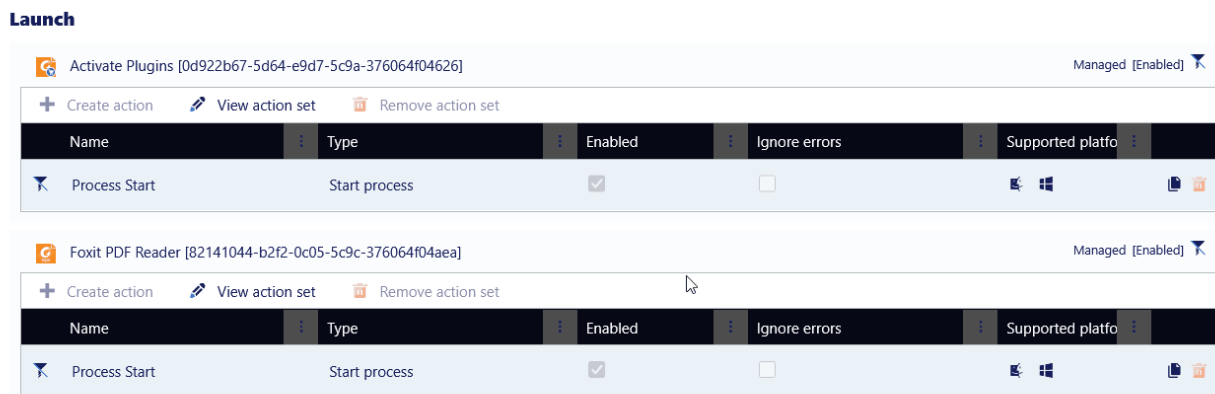 Launch
Activate Plugins [0d922b67-5d64-e9d7-5c9a-376064f04626] Managed [Enabled]
Create action View action set Remove action set
Name Type Enabled Ignore errors Supported platfo
Process Start Start process
Foxit PDF Reader [82141044-b2f2-0c05-5c9c-376064f04aea] Managed [Enabled]
Create action View action set Remove action set
Name Type Enabled Ignore errors Supported platfo
Process Start Start process